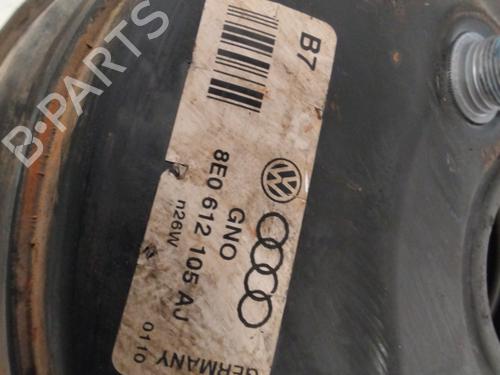 B7
GNO
8E0 612 105 AJ
n26W
GERMANY 0110
B-PARTS